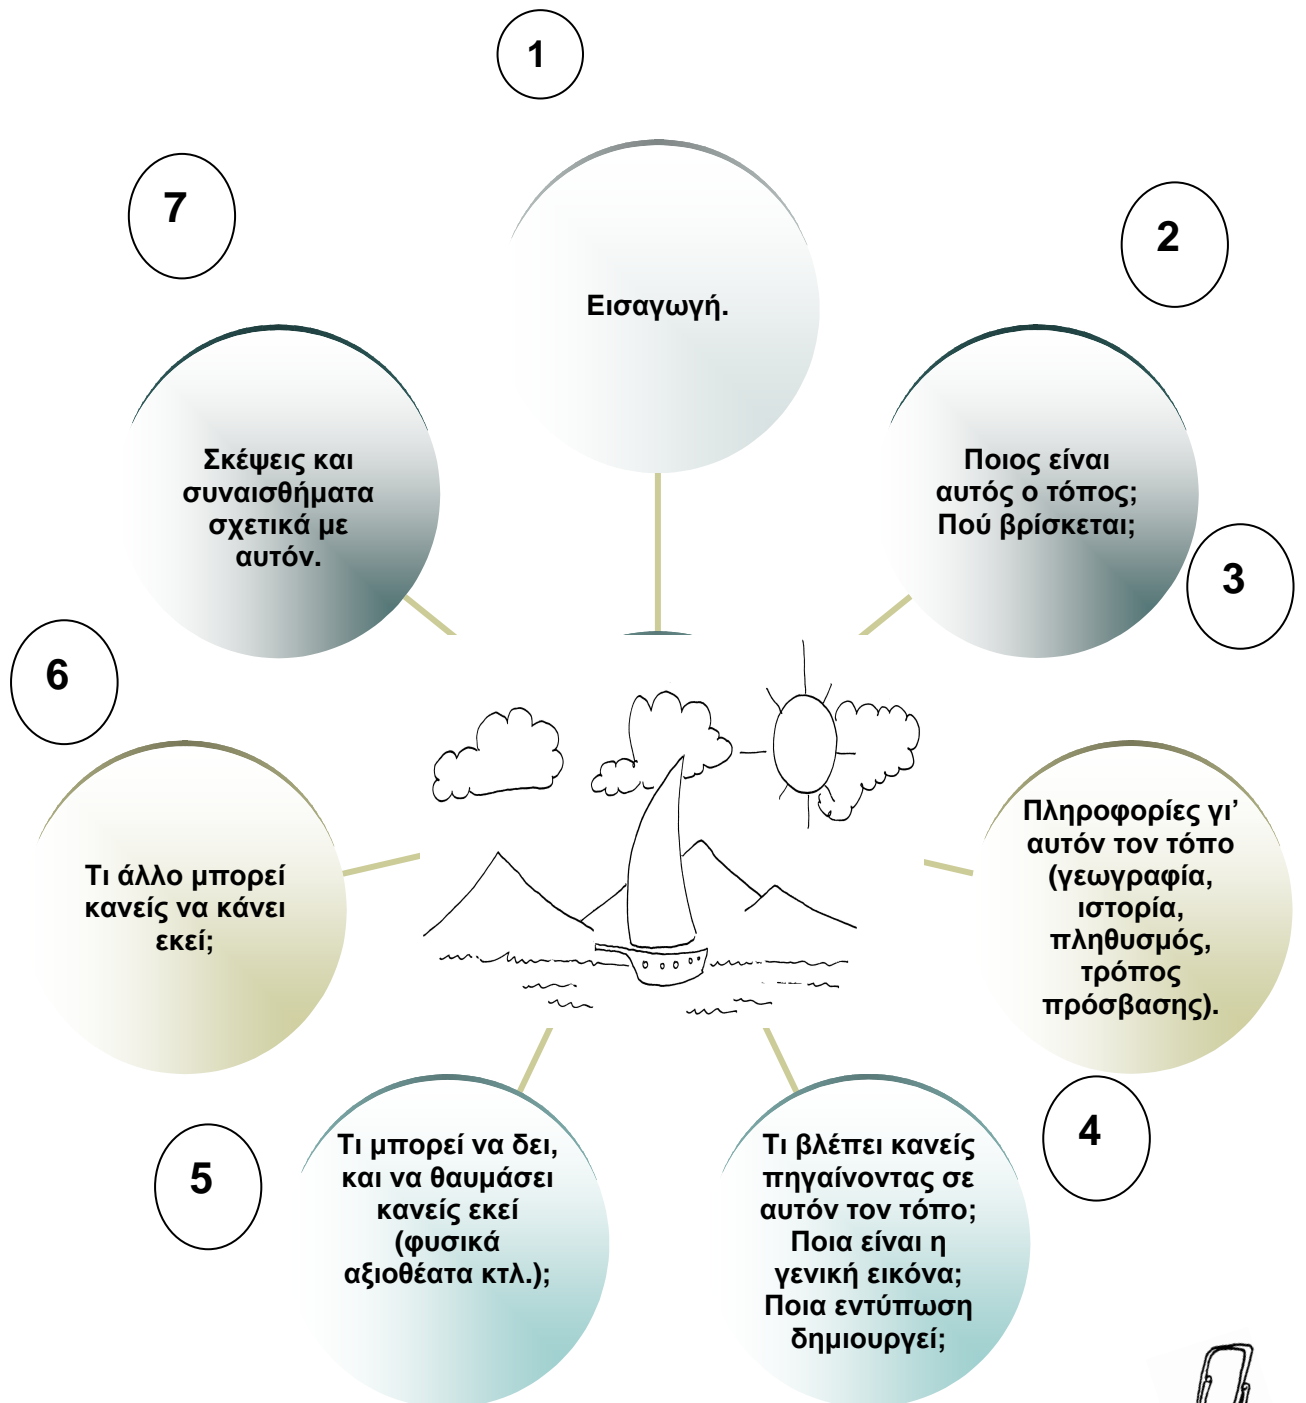 1
Εισαγωγή.
2
Ποιος είναι
αυτός ο τόπος;
Πού βρίσκεται;
3
Πληροφορίες γι’
αυτόν τον τόπο
(γεωγραφία,
ιστορία,
πληθυσμός,
τρόπος
πρόσβασης).
4
Τι βλέπει κανείς
πηγαίνοντας σε
αυτόν τον τόπο;
Ποια είναι η
γενική εικόνα;
Ποια εντύπωση
δημιουργεί;
5
Τι μπορεί να δει,
και να θαυμάσει
κανείς εκεί
(φυσικά
αξιοθέατα κτλ.);
6
Τι άλλο μπορεί
κανείς να κάνει
εκεί;
7
Σκέψεις και
συναισθήματα
σχετικά με
αυτόν.